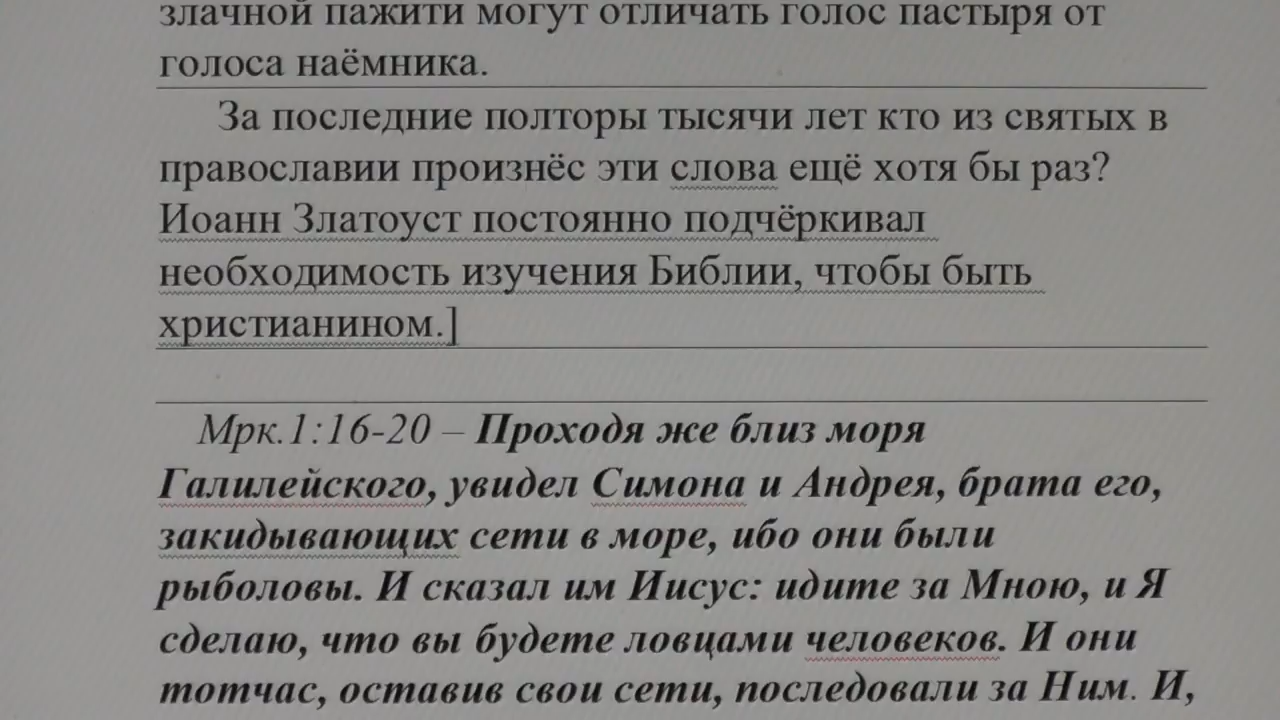 злачной пажити могут отличать голос пастыря от
голоса наёмника.
За последние полторы тысячи лет кто из святых в
православии произнёс эти слова ещё хотя бы раз?
Иоанн Златоуст постоянно подчёркивал
необходимость изучения Библии, чтобы быть
христианином.]
Мрк.1:16-20 – Проходя же близ моря
Галилейского, увидел Симона и Андрея, брата его,
закидывающих сети в море, ибо они были
рыболовы. И сказал им Иисус: идите за Мною, и Я
сделаю, что вы будете ловцами человеков. И они
тотчас, оставив свои сети, последовали за Ним. И,